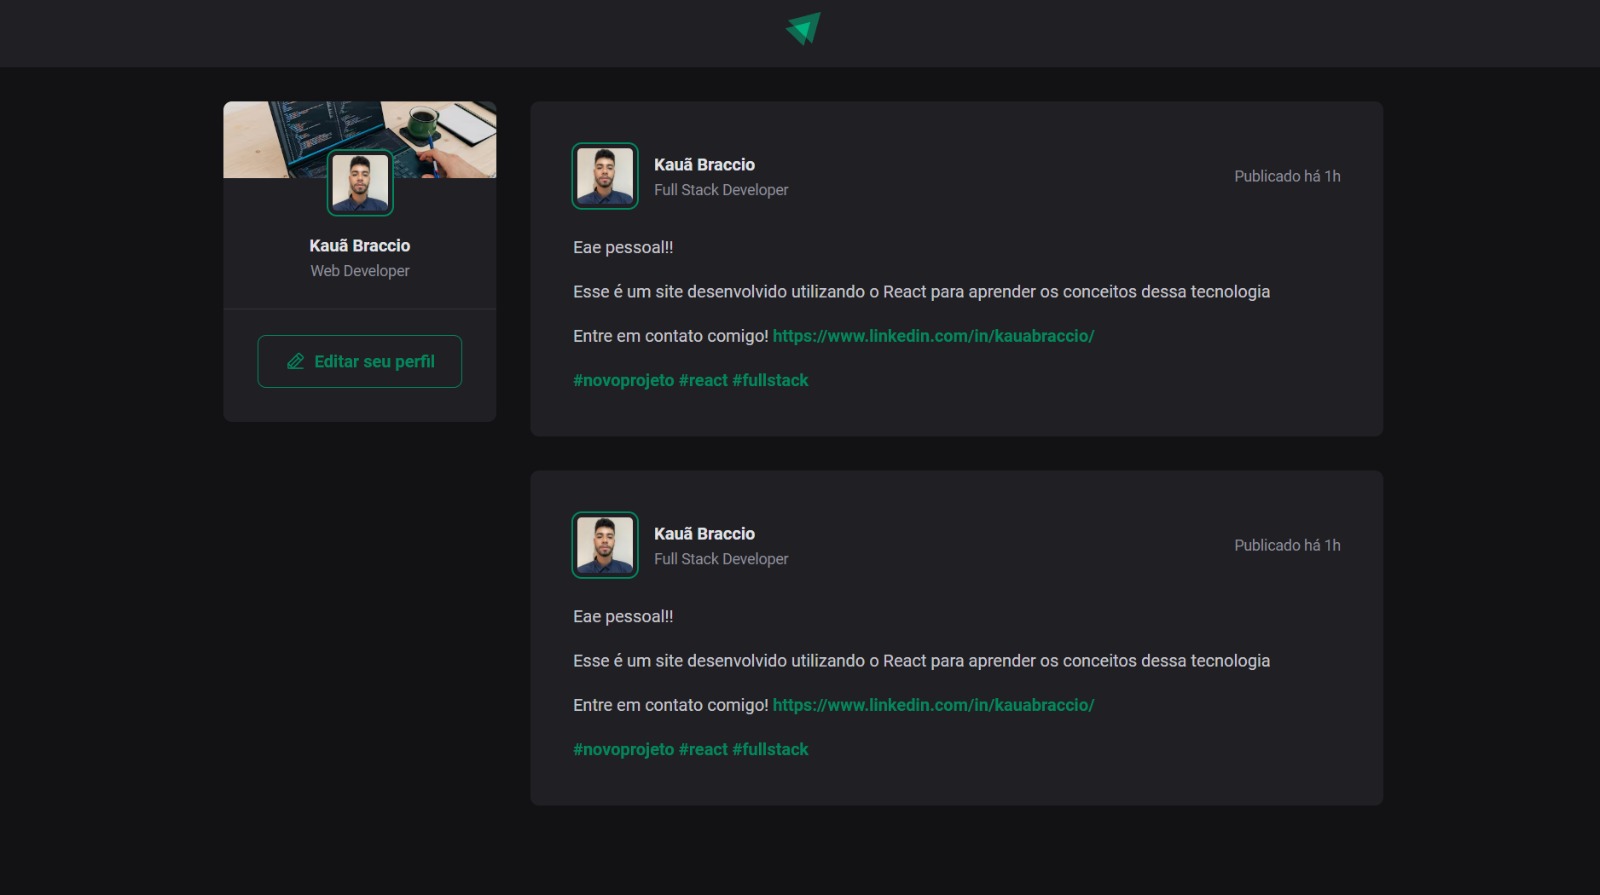 Kauã Braccio
Web Developer
Editar seu perfil
Kauã Braccio
Full Stack Developer
Publicado há 1h
Eae pessoal!!
Esse é um site desenvolvido utilizando o React para aprender os conceitos dessa tecnologia
Entre em contato comigo! https://www.linkedin.com/in/kauabraccio/
#novoprojeto #react #fullstack
Kauã Braccio
Full Stack Developer
Publicado há 1h
Eae pessoal!!
Esse é um site desenvolvido utilizando o React para aprender os conceitos dessa tecnologia
Entre em contato comigo! https://www.linkedin.com/in/kauabraccio/
#novoprojeto #react #fullstack